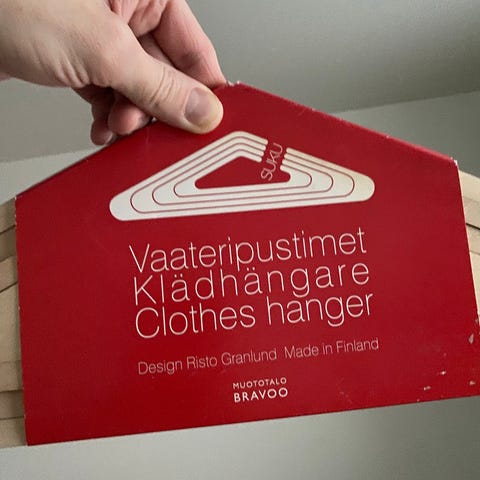 SUKU
Vaateripustimet
Klädhängare
Clothes hanger
Design Risto Granlund Made in Finland
MUOTOTALO
BRAVOO